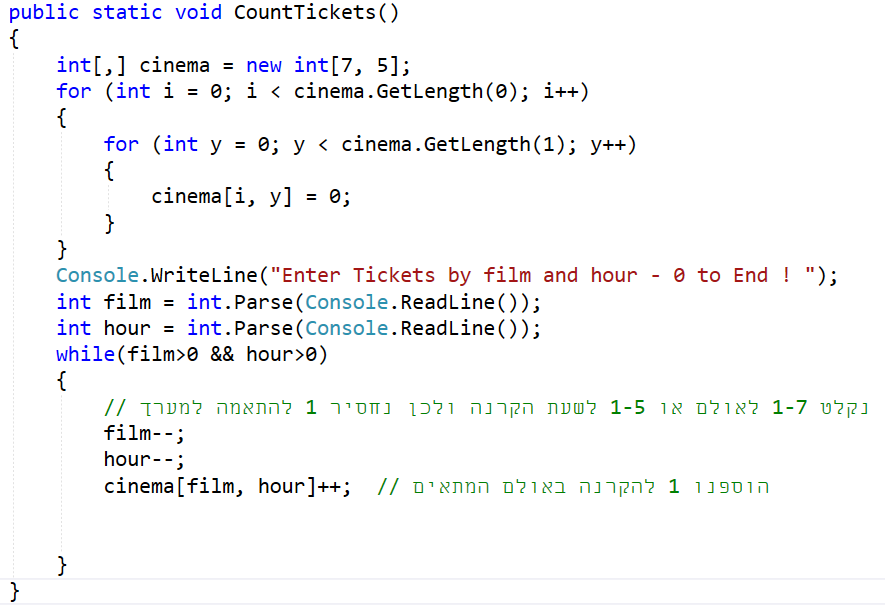 public static void CountTickets()
{
int[,] cinema = new int[7, 5];
for (int i = 0; i < cinema.GetLength(0); i++)
{
for (int y = 0; y < cinema.GetLength(1); y++)
{
cinema[i, y] = 0;
}
}
Console.WriteLine("Enter Tickets by film and hour - 0 to End ! ");
int film = int.Parse(Console.ReadLine());
int hour = int.Parse(Console.ReadLine());
while(film>0 && hour>0)
{
// נקלט 1-7 לאולם או 1-5 לשעת הקרנה ולכן נחסיר 1 להתאמה למערך
film--;
hour--;
cinema[film, hour]++; // הוספנו 1 להקרנה באולם המתאים
}
}